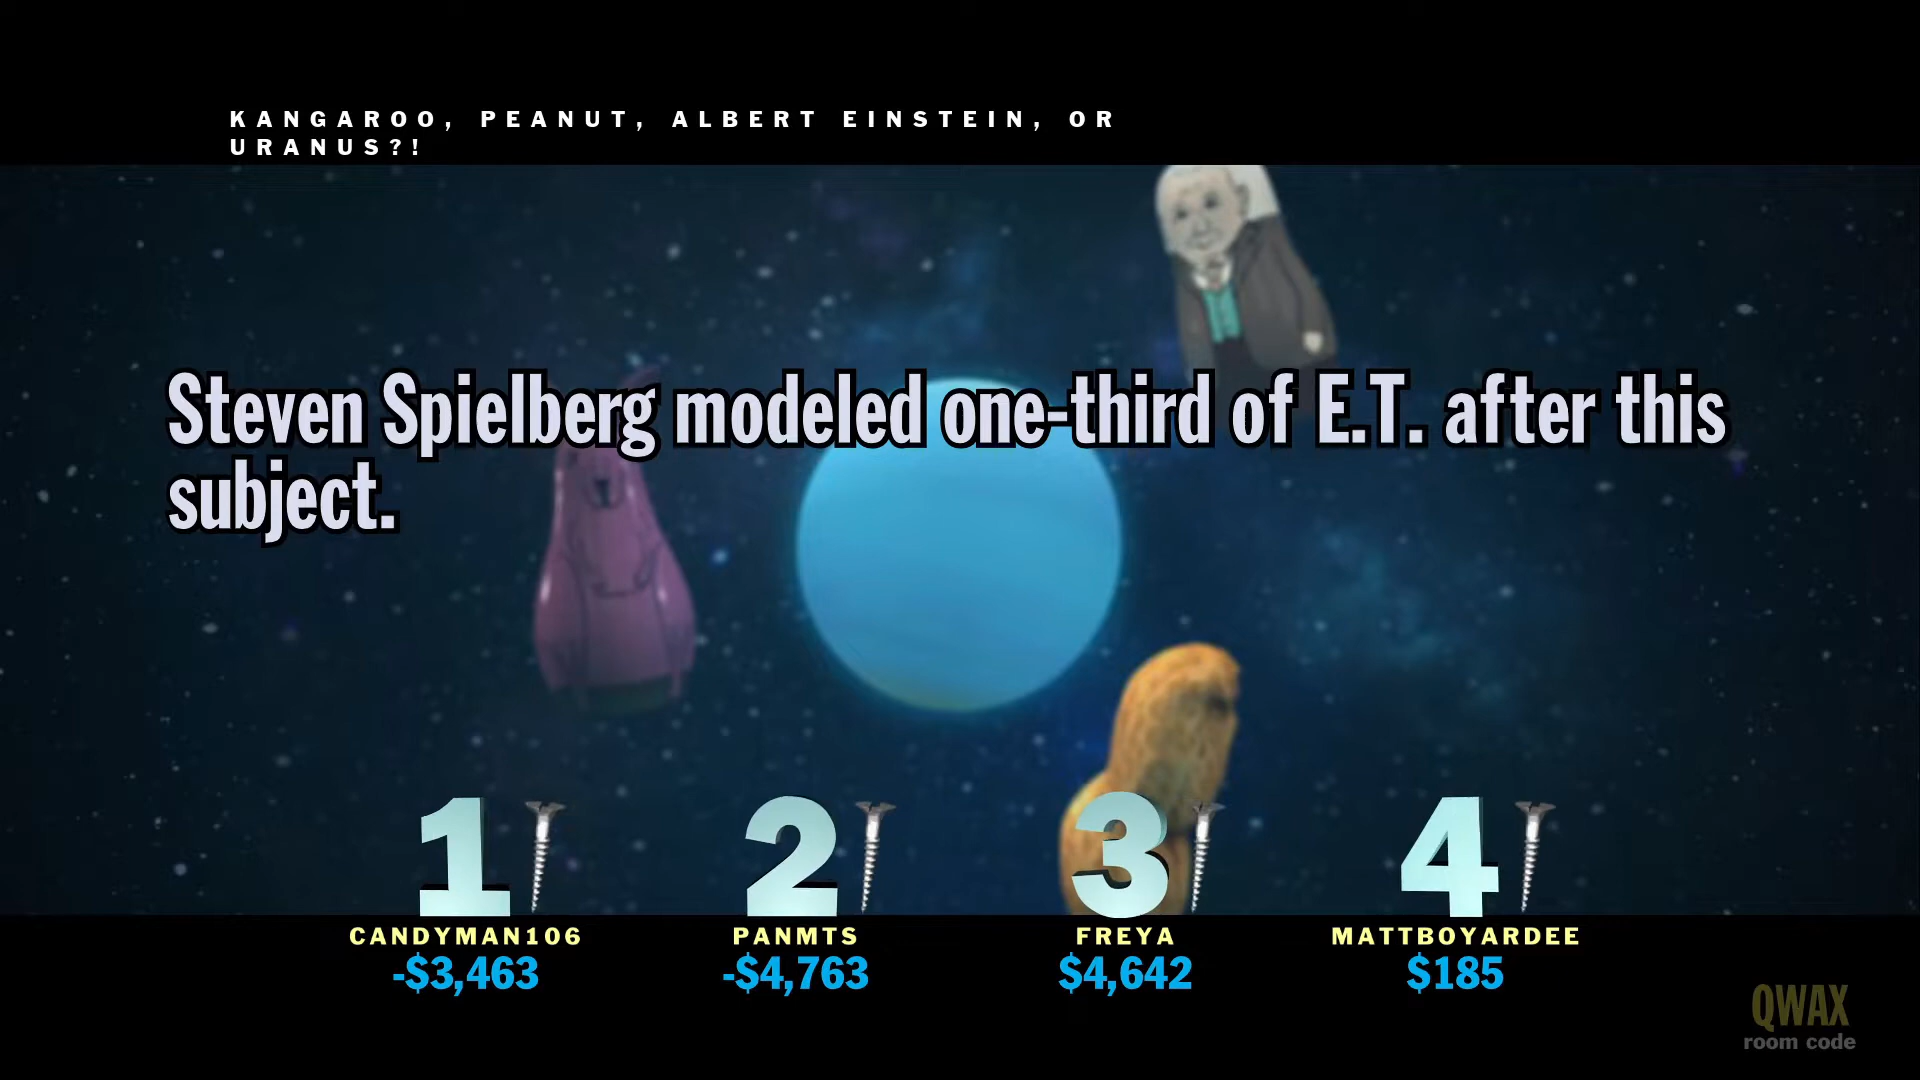 KANGAROO, PEANUT, ALBERT EINSTEIN, OR
URANUS?!
Steven Spielberg modeled one-third of E.T. after this
subject.
1 2 3 4
CANDYMAN106 PANMTS FREYA MATTBOYARDEE
-$3,463 -$4,763 $4,642 $185
QWAX
room code